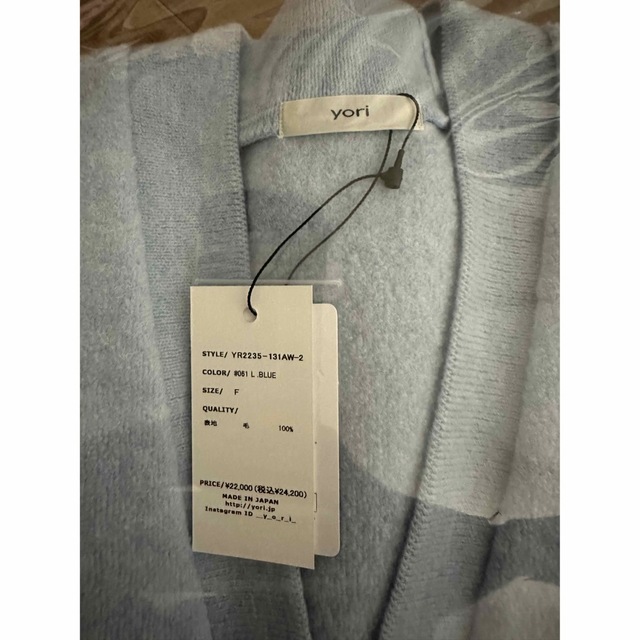 yori
STYLE/ YR2235-131AW-2
COLOR/ #061 L.BLUE
SIZE/ F
QUALITY/
表地 毛 100%
PRICE/¥22,000(税込¥24,200)
MADE IN JAPAN
http://yori.jp
Instagram ID _y_o_r_i_